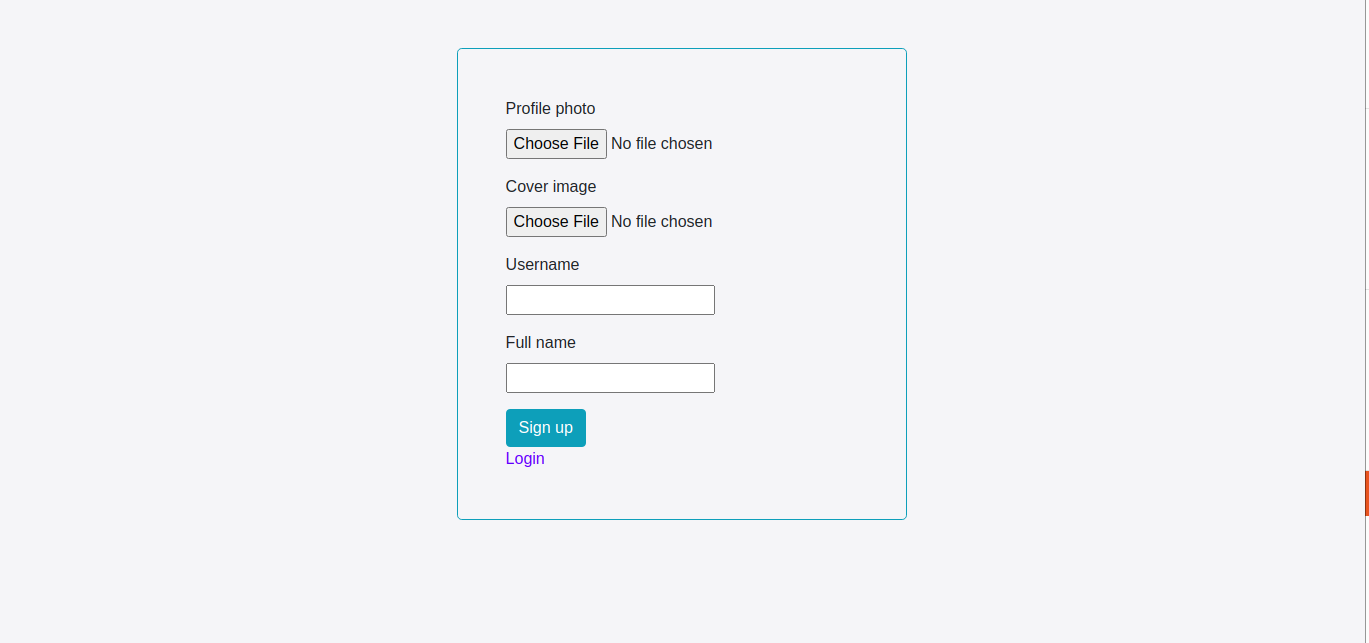 Profile photo
Choose File No file chosen
Cover image
Choose File No file chosen
Username
Full name
Sign up
Login